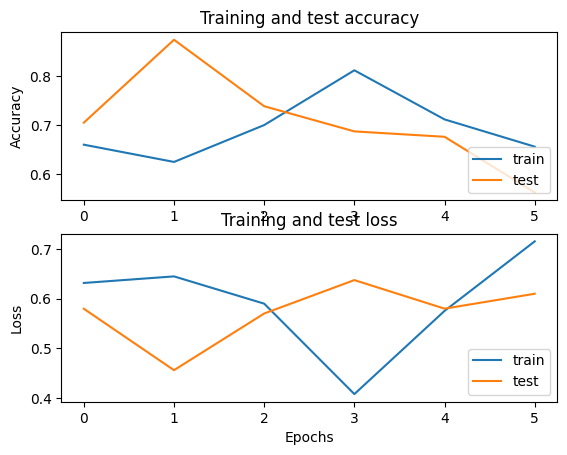 Training and test accuracy
Accuracy
0.8
0.7
0.6
train
test
0 1 2 3 4 5
Training and test loss
Loss
0.7
0.6
0.5
0.4
train
test
0 1 2 3 4 5
Epochs